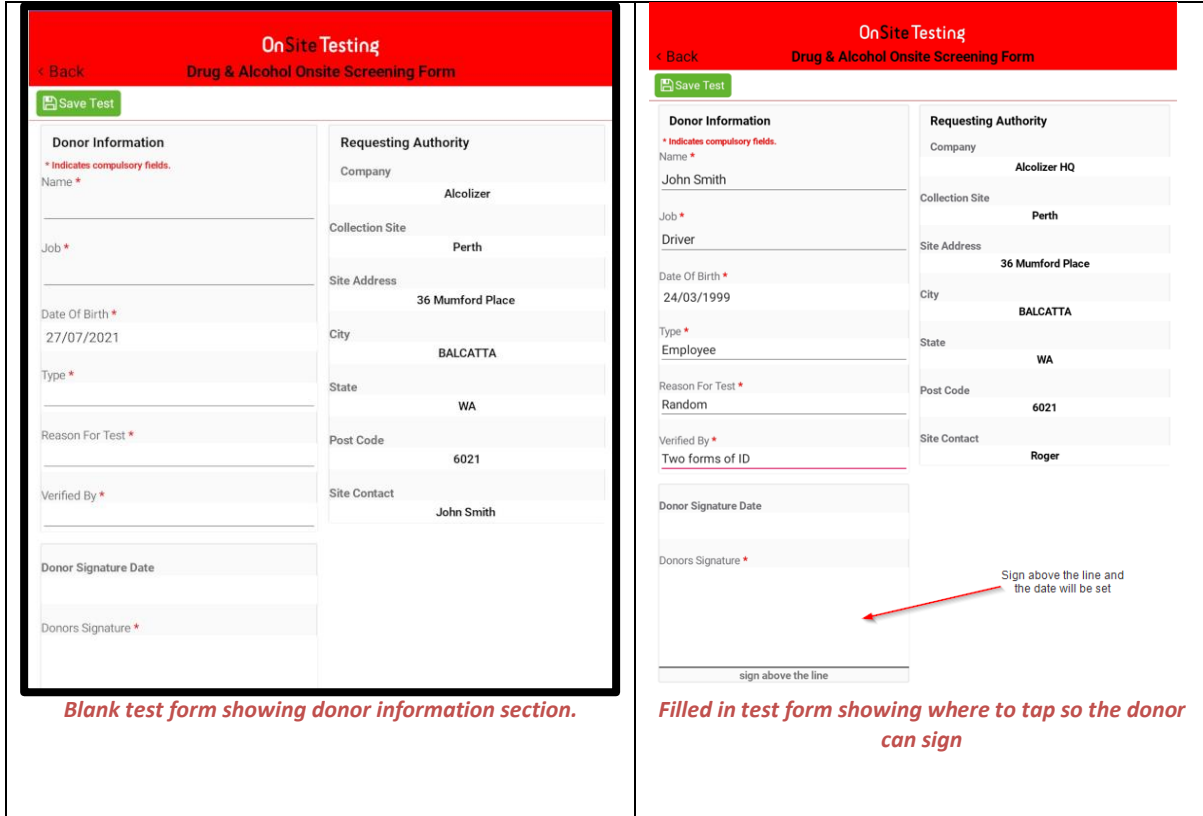 OnSiteTesting
< Back Drug & Alcohol Onsite Screening Form
Save Test
Donor Information
* Indicates compulsory fields.
Name *
Job *
Date Of Birth *
27/07/2021
Type *
Reason For Test *
Verified By *
Donor Signature Date
Donors Signature *
Requesting Authority
Company
Alcolizer
Collection Site
Perth
Site Address
36 Mumford Place
City
BALCATTA
State
WA
Post Code
6021
Site Contact
John Smith
Blank test form showing donor information section.
OnSiteTesting
< Back Drug & Alcohol Onsite Screening Form
Save Test
Donor Information
* Indicates compulsory fields.
Name *
John Smith
Job *
Driver
Date Of Birth *
24/03/1999
Type *
Employee
Reason For Test *
Random
Verified By *
Two forms of ID
Donor Signature Date
Donors Signature *
sign above the line
Requesting Authority
Company
Alcolizer HQ
Collection Site
Perth
Site Address
36 Mumford Place
City
BALCATTA
State
WA
Post Code
6021
Site Contact
Roger
Sign above the line and
the date will be set
Filled in test form showing where to tap so the donor
can sign